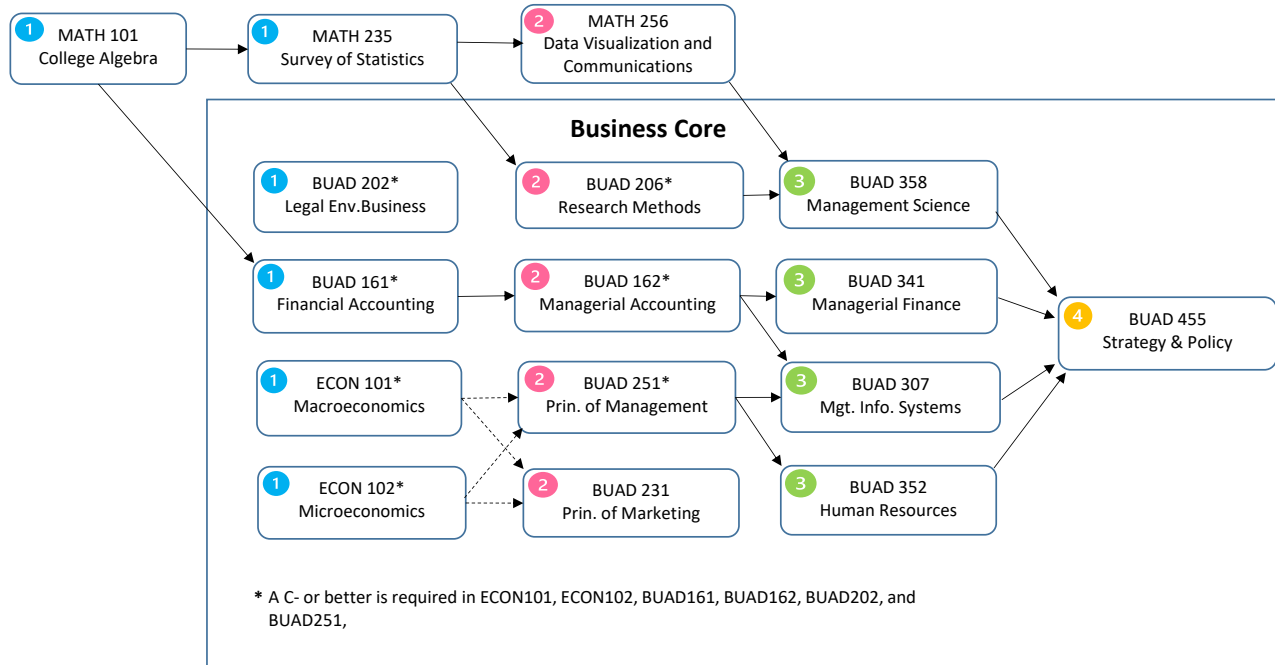 1
MATH 101
College Algebra
1
MATH 235
Survey of Statistics
2
MATH 256
Data Visualization and
Communications
Business Core
1
BUAD 202*
Legal Env.Business
2
BUAD 206*
Research Methods
3
BUAD 358
Management Science
1
BUAD 161*
Financial Accounting
2
BUAD 162*
Managerial Accounting
3
BUAD 341
Managerial Finance
4
BUAD 455
Strategy & Policy
1
ECON 101*
Macroeconomics
2
BUAD 251*
Prin. of Management
3
BUAD 307
Mgt. Info. Systems
1
ECON 102*
Microeconomics
2
BUAD 231
Prin. of Marketing
3
BUAD 352
Human Resources
* A C- or better is required in ECON101, ECON102, BUAD161, BUAD162, BUAD202, and
BUAD251,